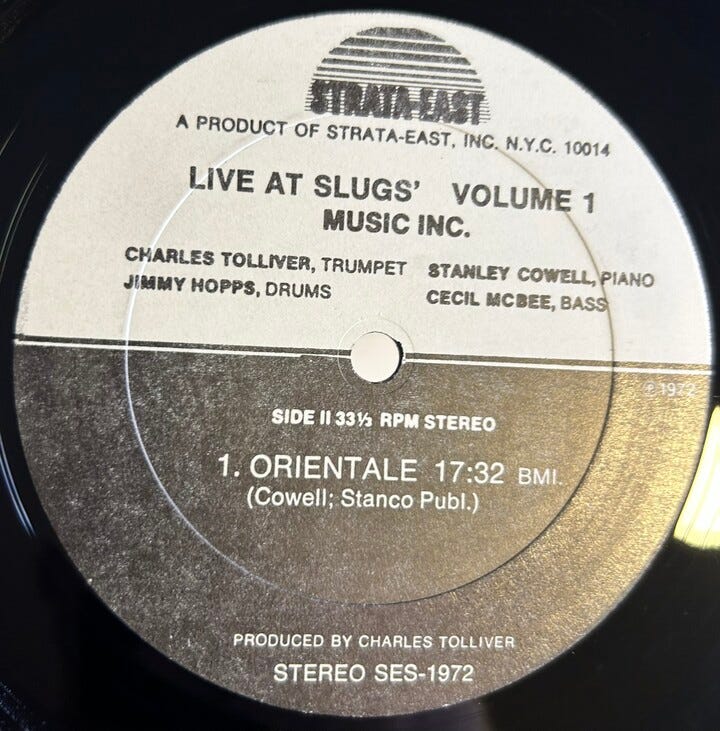 STRATA-EAST
A PRODUCT OF STRATA-EAST, INC. N.Y.C. 10014
LIVE AT SLUGS' VOLUME 1
MUSIC INC.
CHARLES TOLLIVER, TRUMPET STANLEY COWELL, PIANO
JIMMY HOPPS, DRUMS CECIL MCBEE, BASS
℗ 1972
SIDE II 33⅓ RPM STEREO
1. ORIENTALE 17:32 BMI.
(Cowell; Stanco Publ.)
PRODUCED BY CHARLES TOLLIVER
STEREO SES-1972